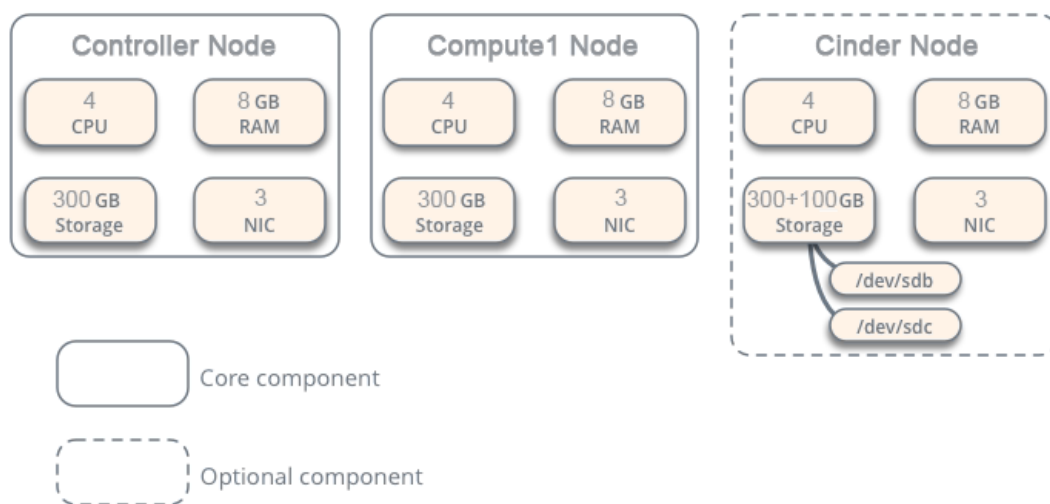 Controller Node
4
CPU
8 GB
RAM
300 GB
Storage
3
NIC
Compute1 Node
4
CPU
8 GB
RAM
300 GB
Storage
3
NIC
Cinder Node
4
CPU
8 GB
RAM
300+100GB
Storage
3
NIC
/dev/sdb
/dev/sdc
Core component
Optional component